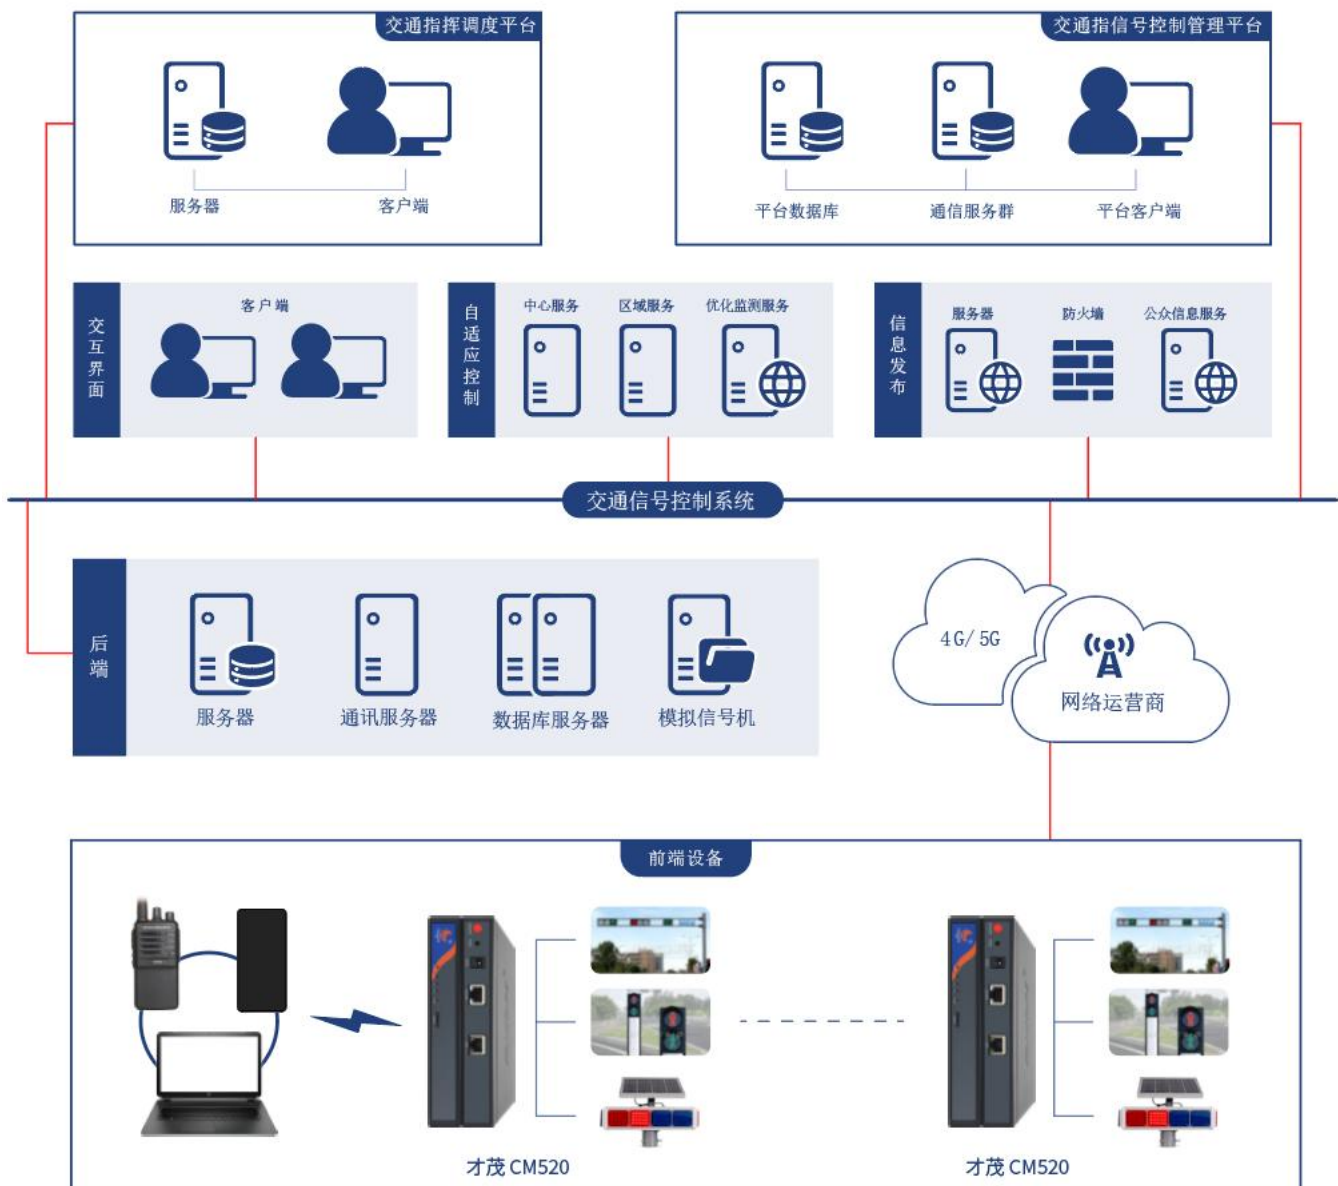 交通指挥调度平台
服务器
客户端
交通指信号控制管理平台
平台数据库
通信服务群
平台客户端
交互界面
客户端
自适应控制
中心服务
区域服务
优化监测服务
信息发布
服务器
防火墙
公众信息服务
交通信号控制系统
后端
服务器
通讯服务器
数据库服务器
模拟信号机
4G/5G
网络运营商
前端设备
才茂 CM520
才茂 CM520